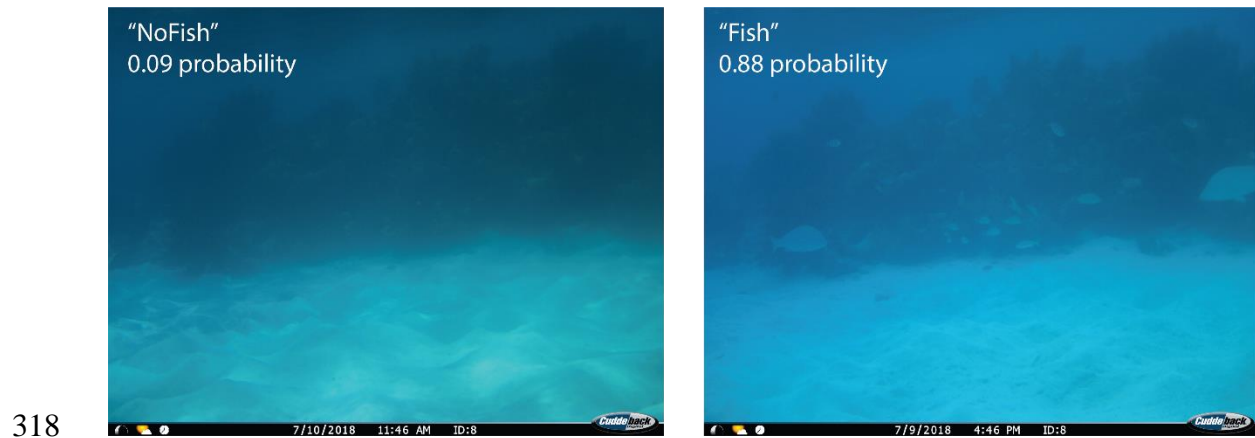 "NoFish"
0.09 probability
"Fish"
0.88 probability
318
7/10/2018 11:46 AM ID:8
Cuddeback
7/9/2018 4:46 PM ID:8
Cuddeback